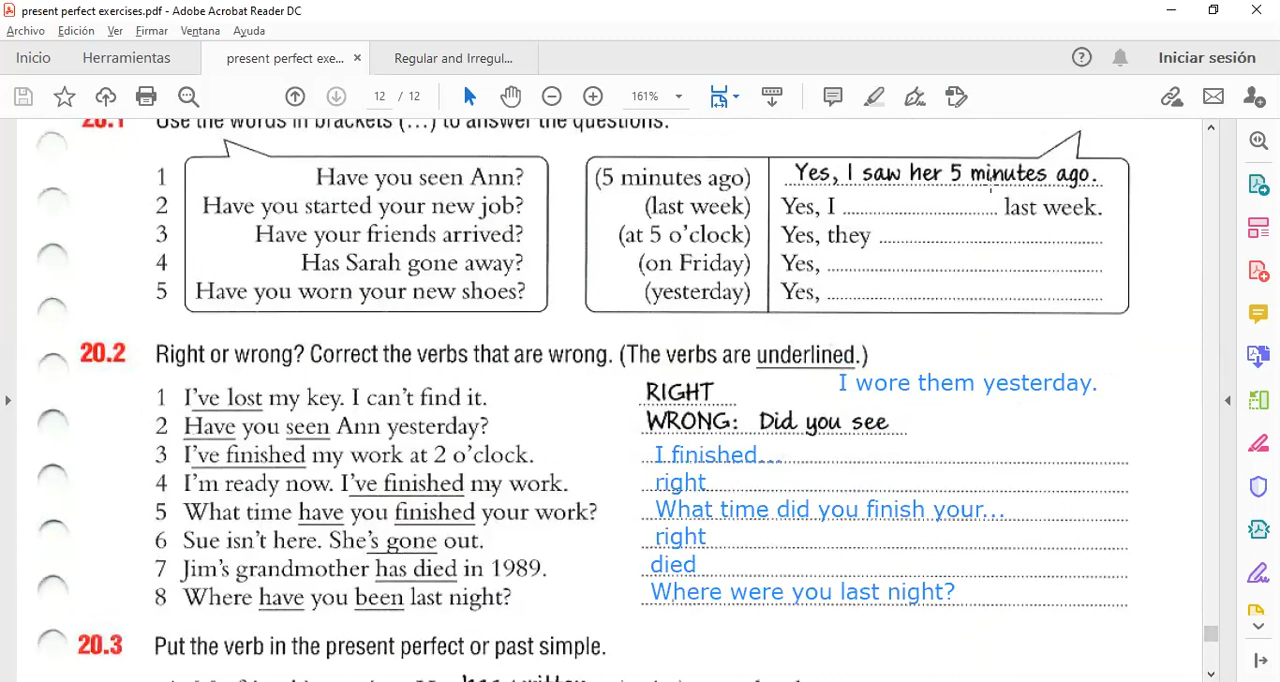 present perfect exercises.pdf - Adobe Acrobat Reader DC
Archivo Edición Ver Firmar Ventana Ayuda
Inicio Herramientas present perfect exe... × Regular and Irregul... Iniciar sesión
12 / 12 161%
20.1 Use the words in brackets (...) to answer the questions.
1 Have you seen Ann? (5 minutes ago) Yes, I saw her 5 minutes ago.
2 Have you started your new job? (last week) Yes, I .............................. last week.
3 Have your friends arrived? (at 5 o'clock) Yes, they ..............................
4 Has Sarah gone away? (on Friday) Yes, ..............................
5 Have you worn your new shoes? (yesterday) Yes, ..............................
20.2 Right or wrong? Correct the verbs that are wrong. (The verbs are underlined.)
I wore them yesterday.
1 I've lost my key. I can't find it. RIGHT
2 Have you seen Ann yesterday? WRONG: Did you see
3 I've finished my work at 2 o'clock. I finished...
4 I'm ready now. I've finished my work. right
5 What time have you finished your work? What time did you finish your...
6 Sue isn't here. She's gone out. right
7 Jim's grandmother has died in 1989. died
8 Where have you been last night? Where were you last night?
20.3 Put the verb in the present perfect or past simple.